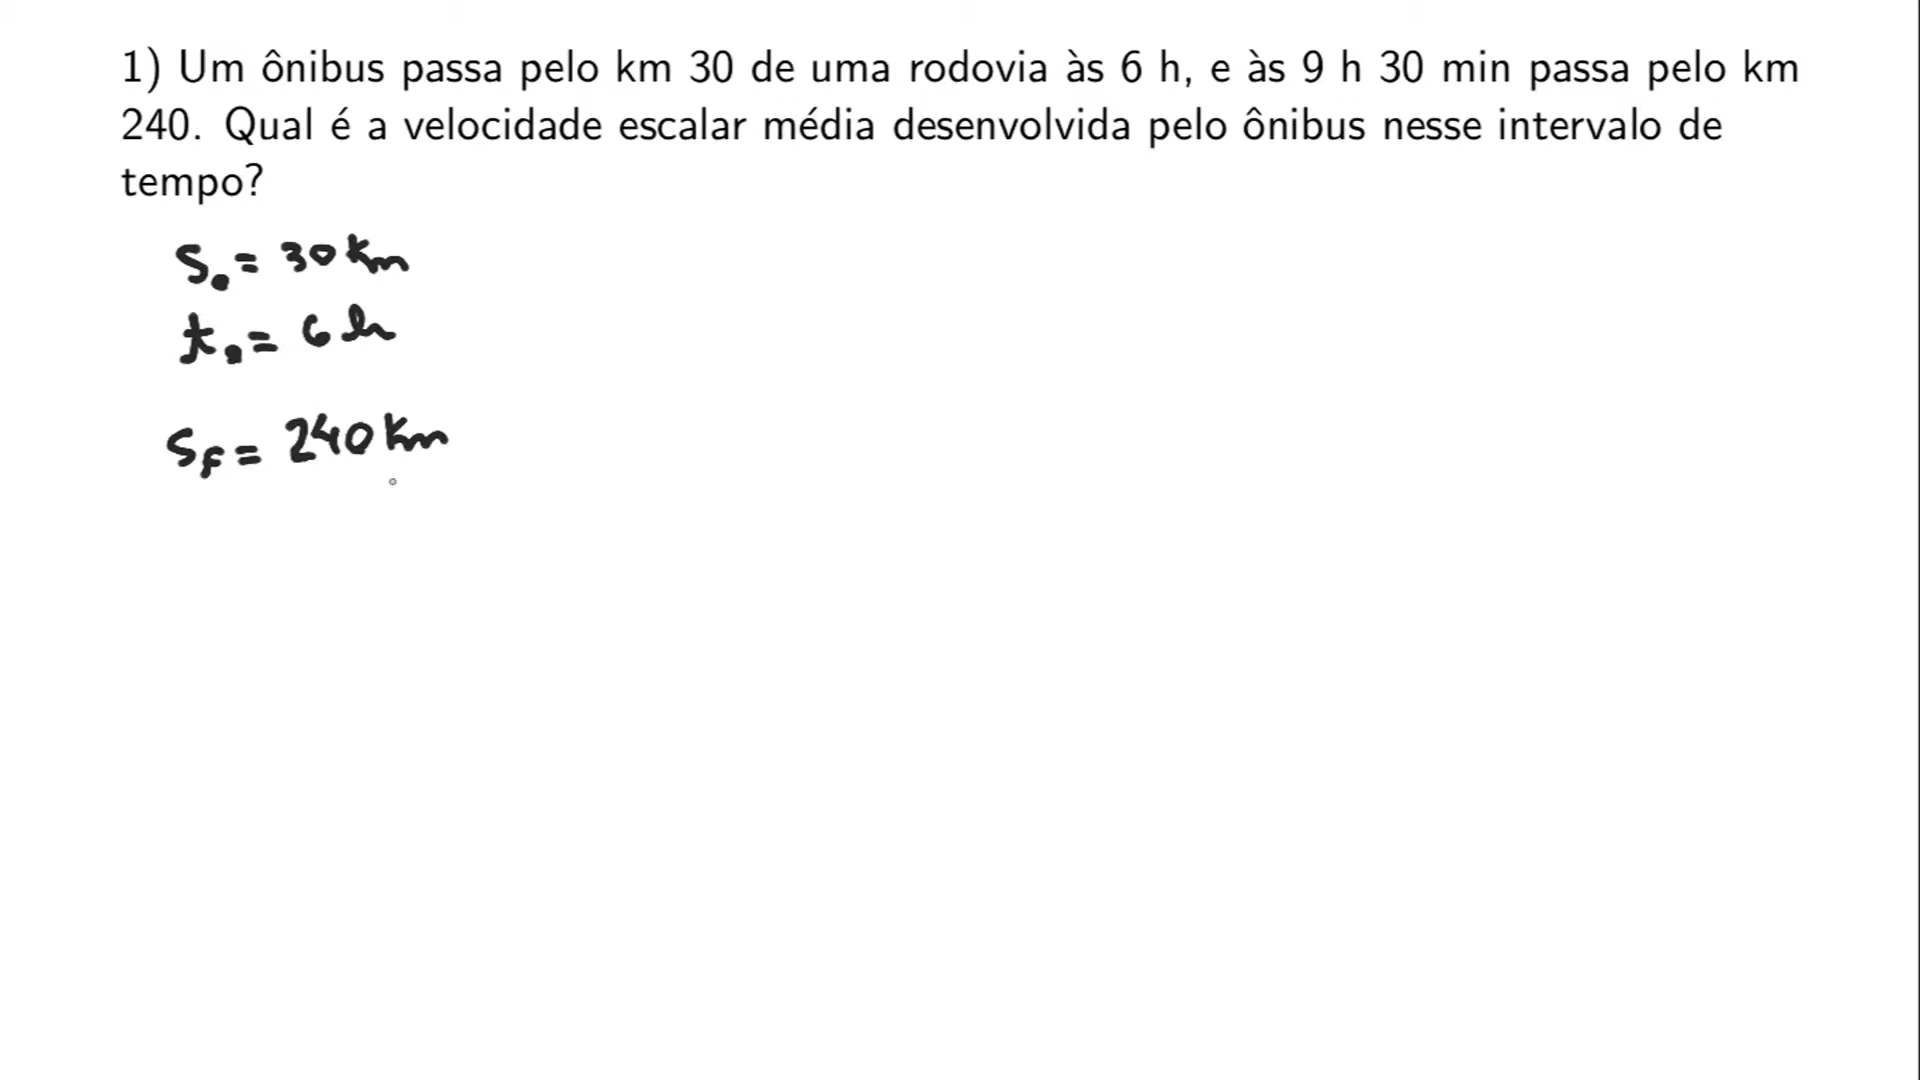 1) Um ônibus passa pelo km 30 de uma rodovia às 6 h, e às 9 h 30 min passa pelo km
240. Qual é a velocidade escalar média desenvolvida pelo ônibus nesse intervalo de
tempo?
S₀ = 30 km
t₀ = 6 h
S_F = 240 km